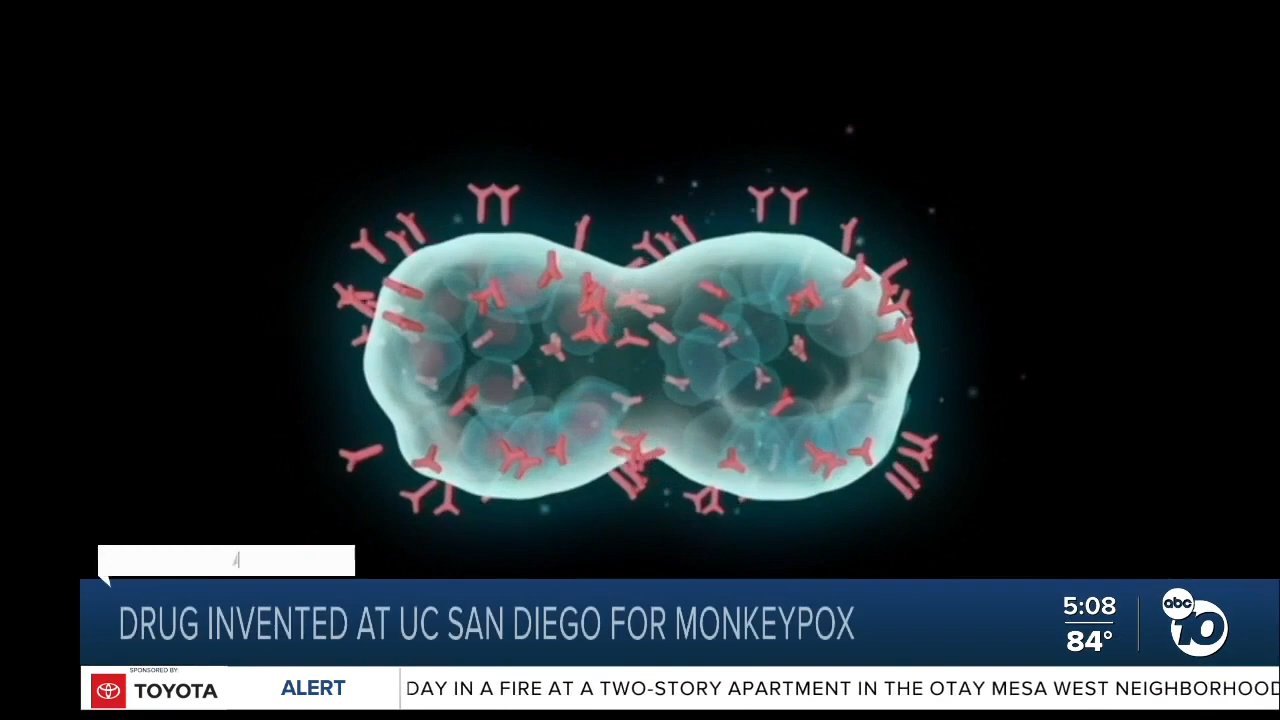 DRUG INVENTED AT UC SAN DIEGO FOR MONKEYPOX
5:08
84°
abc
10
SPONSORED BY:
TOYOTA
ALERT
DAY IN A FIRE AT A TWO-STORY APARTMENT IN THE OTAY MESA WEST NEIGHBORHOOD